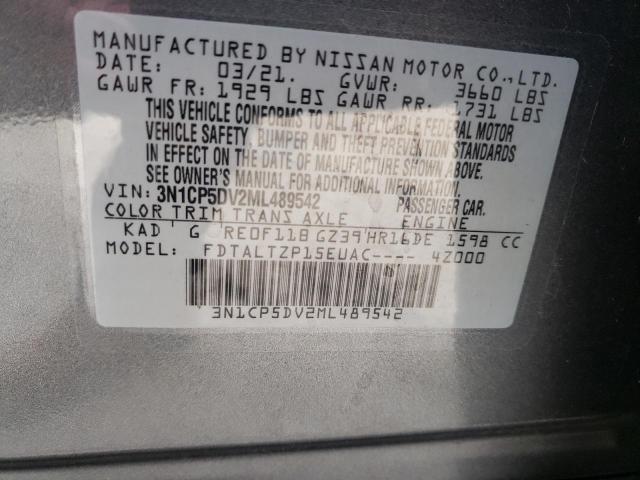 MANUFACTURED BY NISSAN MOTOR CO., LTD.
DATE: 03/21. GVWR: 3660 LBS
GAWR FR: 1929 LBS GAWR RR: 1731 LBS
THIS VEHICLE CONFORMS TO ALL APPLICABLE FEDERAL MOTOR
VEHICLE SAFETY, BUMPER AND THEFT PREVENTION STANDARDS
IN EFFECT ON THE DATE OF MANUFACTURE SHOWN ABOVE.
SEE OWNER'S MANUAL FOR ADDITIONAL INFORMATION.
VIN: 3N1CP5DV2ML489542 PASSENGER CAR.
COLOR TRIM TRANS AXLE ENGINE
KAD G RE0F11B GZ39 HR16DE 1598 CC
MODEL: FDTALTZP15EUAC---- 4Z000
3N1CP5DV2ML489542